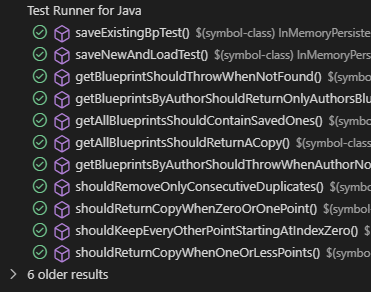 Test Runner for Java
saveExistingBpTest() $(symbol-class) InMemoryPersiste
saveNewAndLoadTest() $(symbol-class) InMemoryPersi
getBlueprintShouldThrowWhenNotFound() $(symbol-
getBlueprintsByAuthorShouldReturnOnlyAuthorsBlu
getAllBlueprintsShouldContainSavedOnes() $(symbo
getAllBlueprintsShouldReturnACopy() $(symbol-class
getBlueprintsByAuthorShouldThrowWhenAuthorNo
shouldRemoveOnlyConsecutiveDuplicates() $(symbo
shouldReturnCopyWhenZeroOrOnePoint() $(symbol
shouldKeepEveryOtherPointStartingAtIndexZero() $
shouldReturnCopyWhenOneOrLessPoints() $(symbo
6 older results